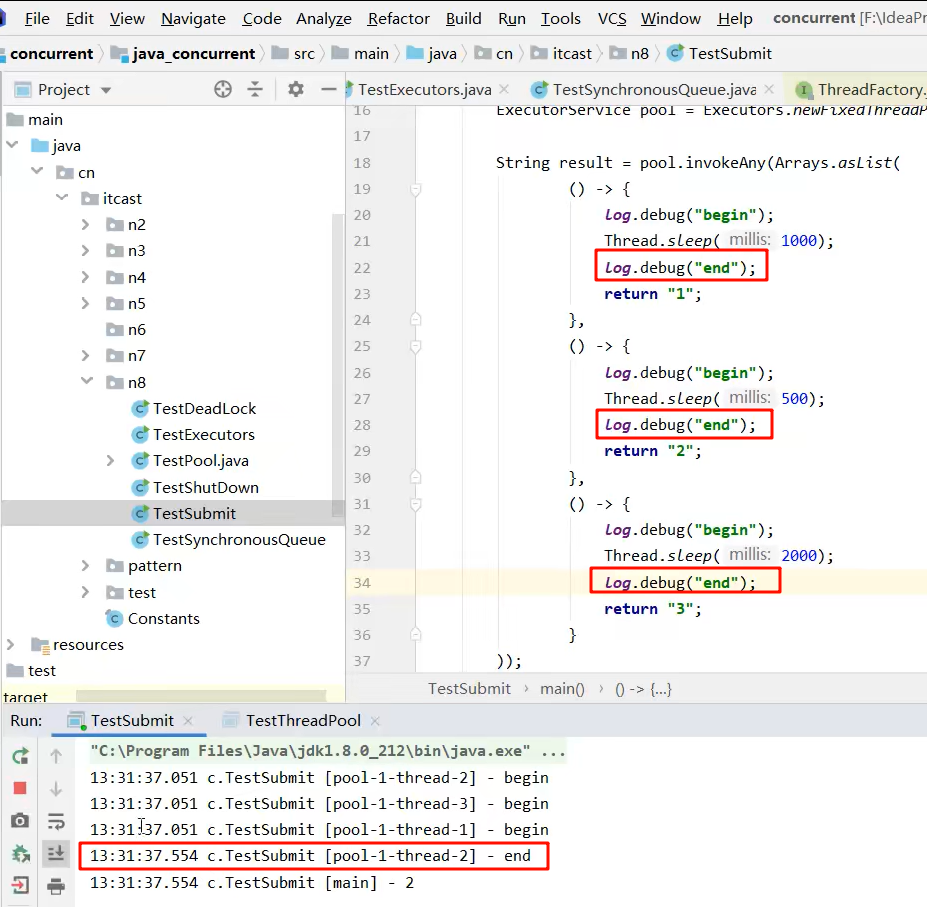 File Edit View Navigate Code Analyze Refactor Build Run Tools VCS Window Help concurrent [F:\IdeaPr
concurrent java_concurrent src main java cn itcast n8 TestSubmit
Project
TestExecutors.java TestSynchronousQueue.java ThreadFactory.
main
java
cn
itcast
n2
n3
n4
n5
n6
n7
n8
TestDeadLock
TestExecutors
TestPool.java
TestShutDown
TestSubmit
TestSynchronousQueue
pattern
test
Constants
resources
test
target
16 ExecutorService pool = Executors.newFixedThreadP
17
18 String result = pool.invokeAny(Arrays.asList(
19 () -> {
20 log.debug("begin");
21 Thread.sleep( millis: 1000);
22 log.debug("end");
23 return "1";
24 },
25 () -> {
26 log.debug("begin");
27 Thread.sleep( millis: 500);
28 log.debug("end");
29 return "2";
30 },
31 () -> {
32 log.debug("begin");
33 Thread.sleep( millis: 2000);
34 log.debug("end");
35 return "3";
36 }
37 ));
TestSubmit › main() › () -> {...}
Run: TestSubmit TestThreadPool
"C:\Program Files\Java\jdk1.8.0_212\bin\java.exe" ...
13:31:37.051 c.TestSubmit [pool-1-thread-2] - begin
13:31:37.051 c.TestSubmit [pool-1-thread-3] - begin
13:31:37.051 c.TestSubmit [pool-1-thread-1] - begin
13:31:37.554 c.TestSubmit [pool-1-thread-2] - end
13:31:37.554 c.TestSubmit [main] - 2